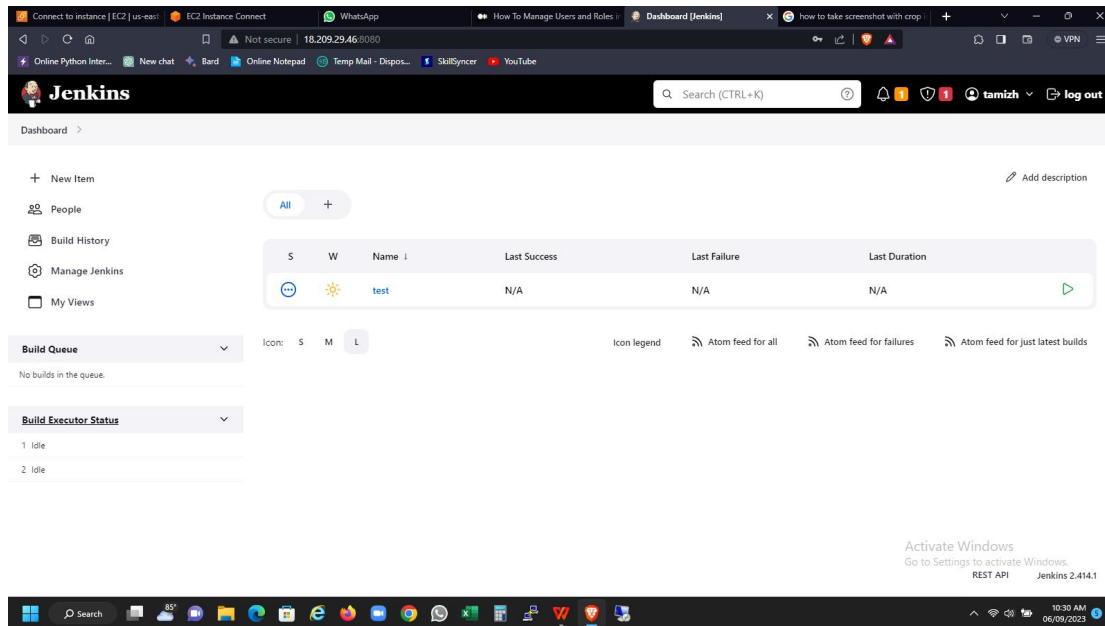 Connect to instance | EC2 | us-east
EC2 Instance Connect
WhatsApp
How To Manage Users and Roles in
Dashboard [Jenkins]
how to take screenshot with crop i
Not secure
18.209.29.46:8080
VPN
Online Python Inter...
New chat
Bard
Online Notepad
Temp Mail - Dispos...
SkillSyncer
YouTube
Jenkins
Search (CTRL+K)
1
1
tamizh
log out
Dashboard
New Item
Add description
People
All
+
Build History
Manage Jenkins
My Views
S W Name ↓ Last Success Last Failure Last Duration
test N/A N/A N/A
Icon: S M L
Icon legend
Atom feed for all
Atom feed for failures
Atom feed for just latest builds
Build Queue
No builds in the queue.
Build Executor Status
1 Idle
2 Idle
Activate Windows
Go to Settings to activate Windows.
REST API
Jenkins 2.414.1
Search
85°
10:30 AM
06/09/2023
5